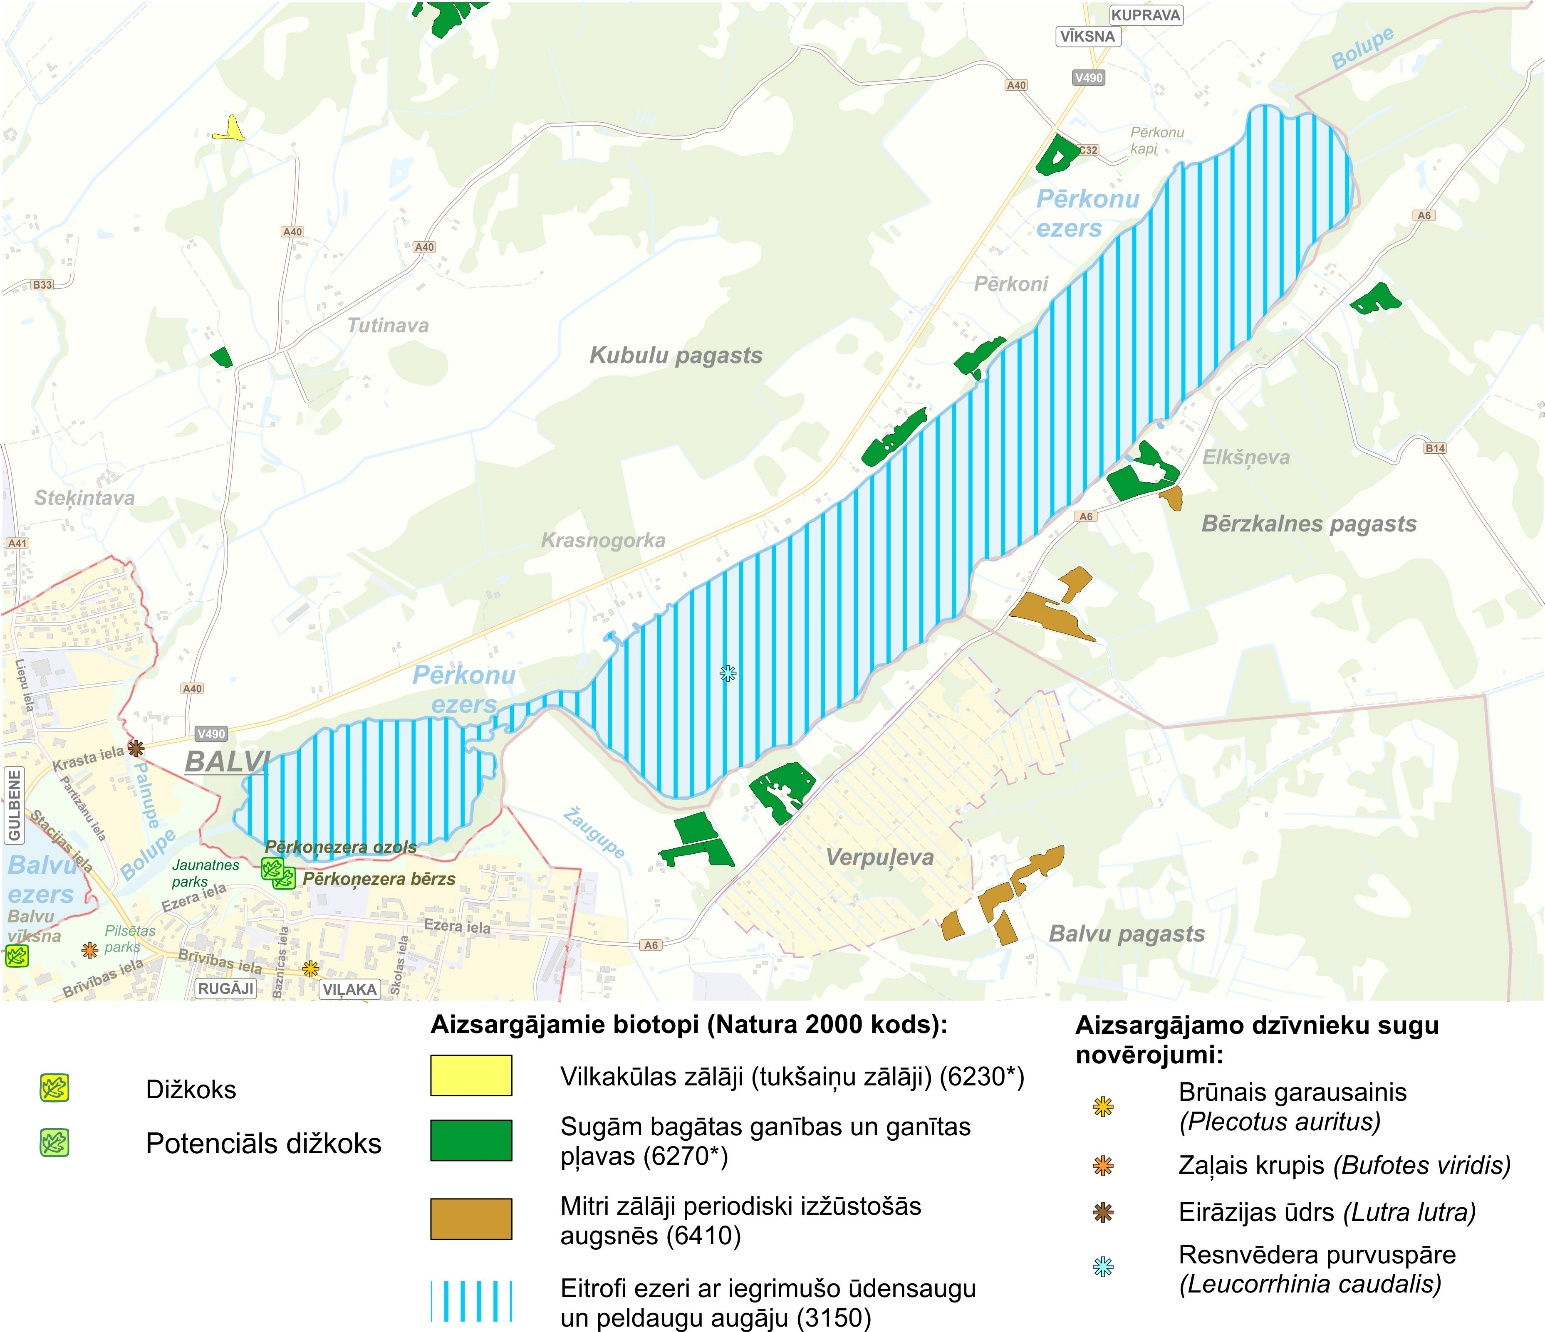 KUPRAVA
VĪKSNA
Bolupe
V490
A40
Pērkonu
kapi
C32
Pērkonu
ezers
A6
A40
A40
B33
Pērkoni
Tutinava
Kubulu pagasts
B14
Elkšņeva
Steķintava
A6
Bērzkalnes pagasts
A41
Krasnogorka
Liepu iela
Pērkonu
ezers
A40
V490
Krasta iela
BALVI
GULBENE
Partizānu iela
Palnupe
Stacijas iela
Bolupe
Žaugupe
Pērkoņezera ozols
Verpuļeva
Balvu
ezers
Jaunatnes
parks
Pērkoņezera bērzs
Ezera iela
Balvu
vīksna
Pilsētas
parks
Ezera iela
A6
Balvu pagasts
Brīvības iela
Brīvības iela
Baznīcas iela
Skolas iela
RUGĀJI
VIĻAKA
Dižkoks
Potenciāls dižkoks
Aizsargājamie biotopi (Natura 2000 kods):
Vilkakūlas zālāji (tukšaiņu zālāji) (6230*)
Sugām bagātas ganības un ganītas
pļavas (6270*)
Mitri zālāji periodiski izžūstošās
augsnēs (6410)
Eitrofi ezeri ar iegrimušo ūdensaugu
un peldaugu augāju (3150)
Aizsargājamo dzīvnieku sugu
novērojumi:
Brūnais garausainis
(Plecotus auritus)
Zaļais krupis (Bufotes viridis)
Eirāzijas ūdrs (Lutra lutra)
Resnvēdera purvuspāre
(Leucorrhinia caudalis)